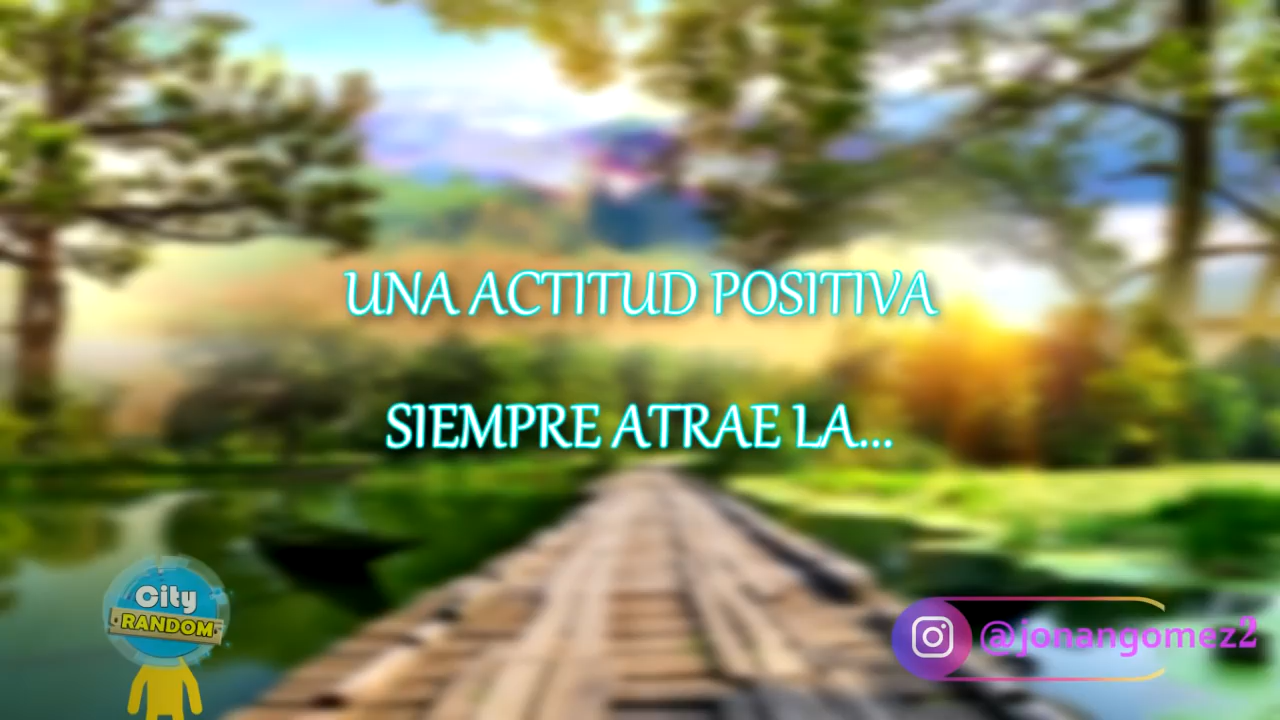 UNA ACTITUD POSITIVA
SIEMPRE ATRAE LA...
City
RANDOM
@jonangomez2